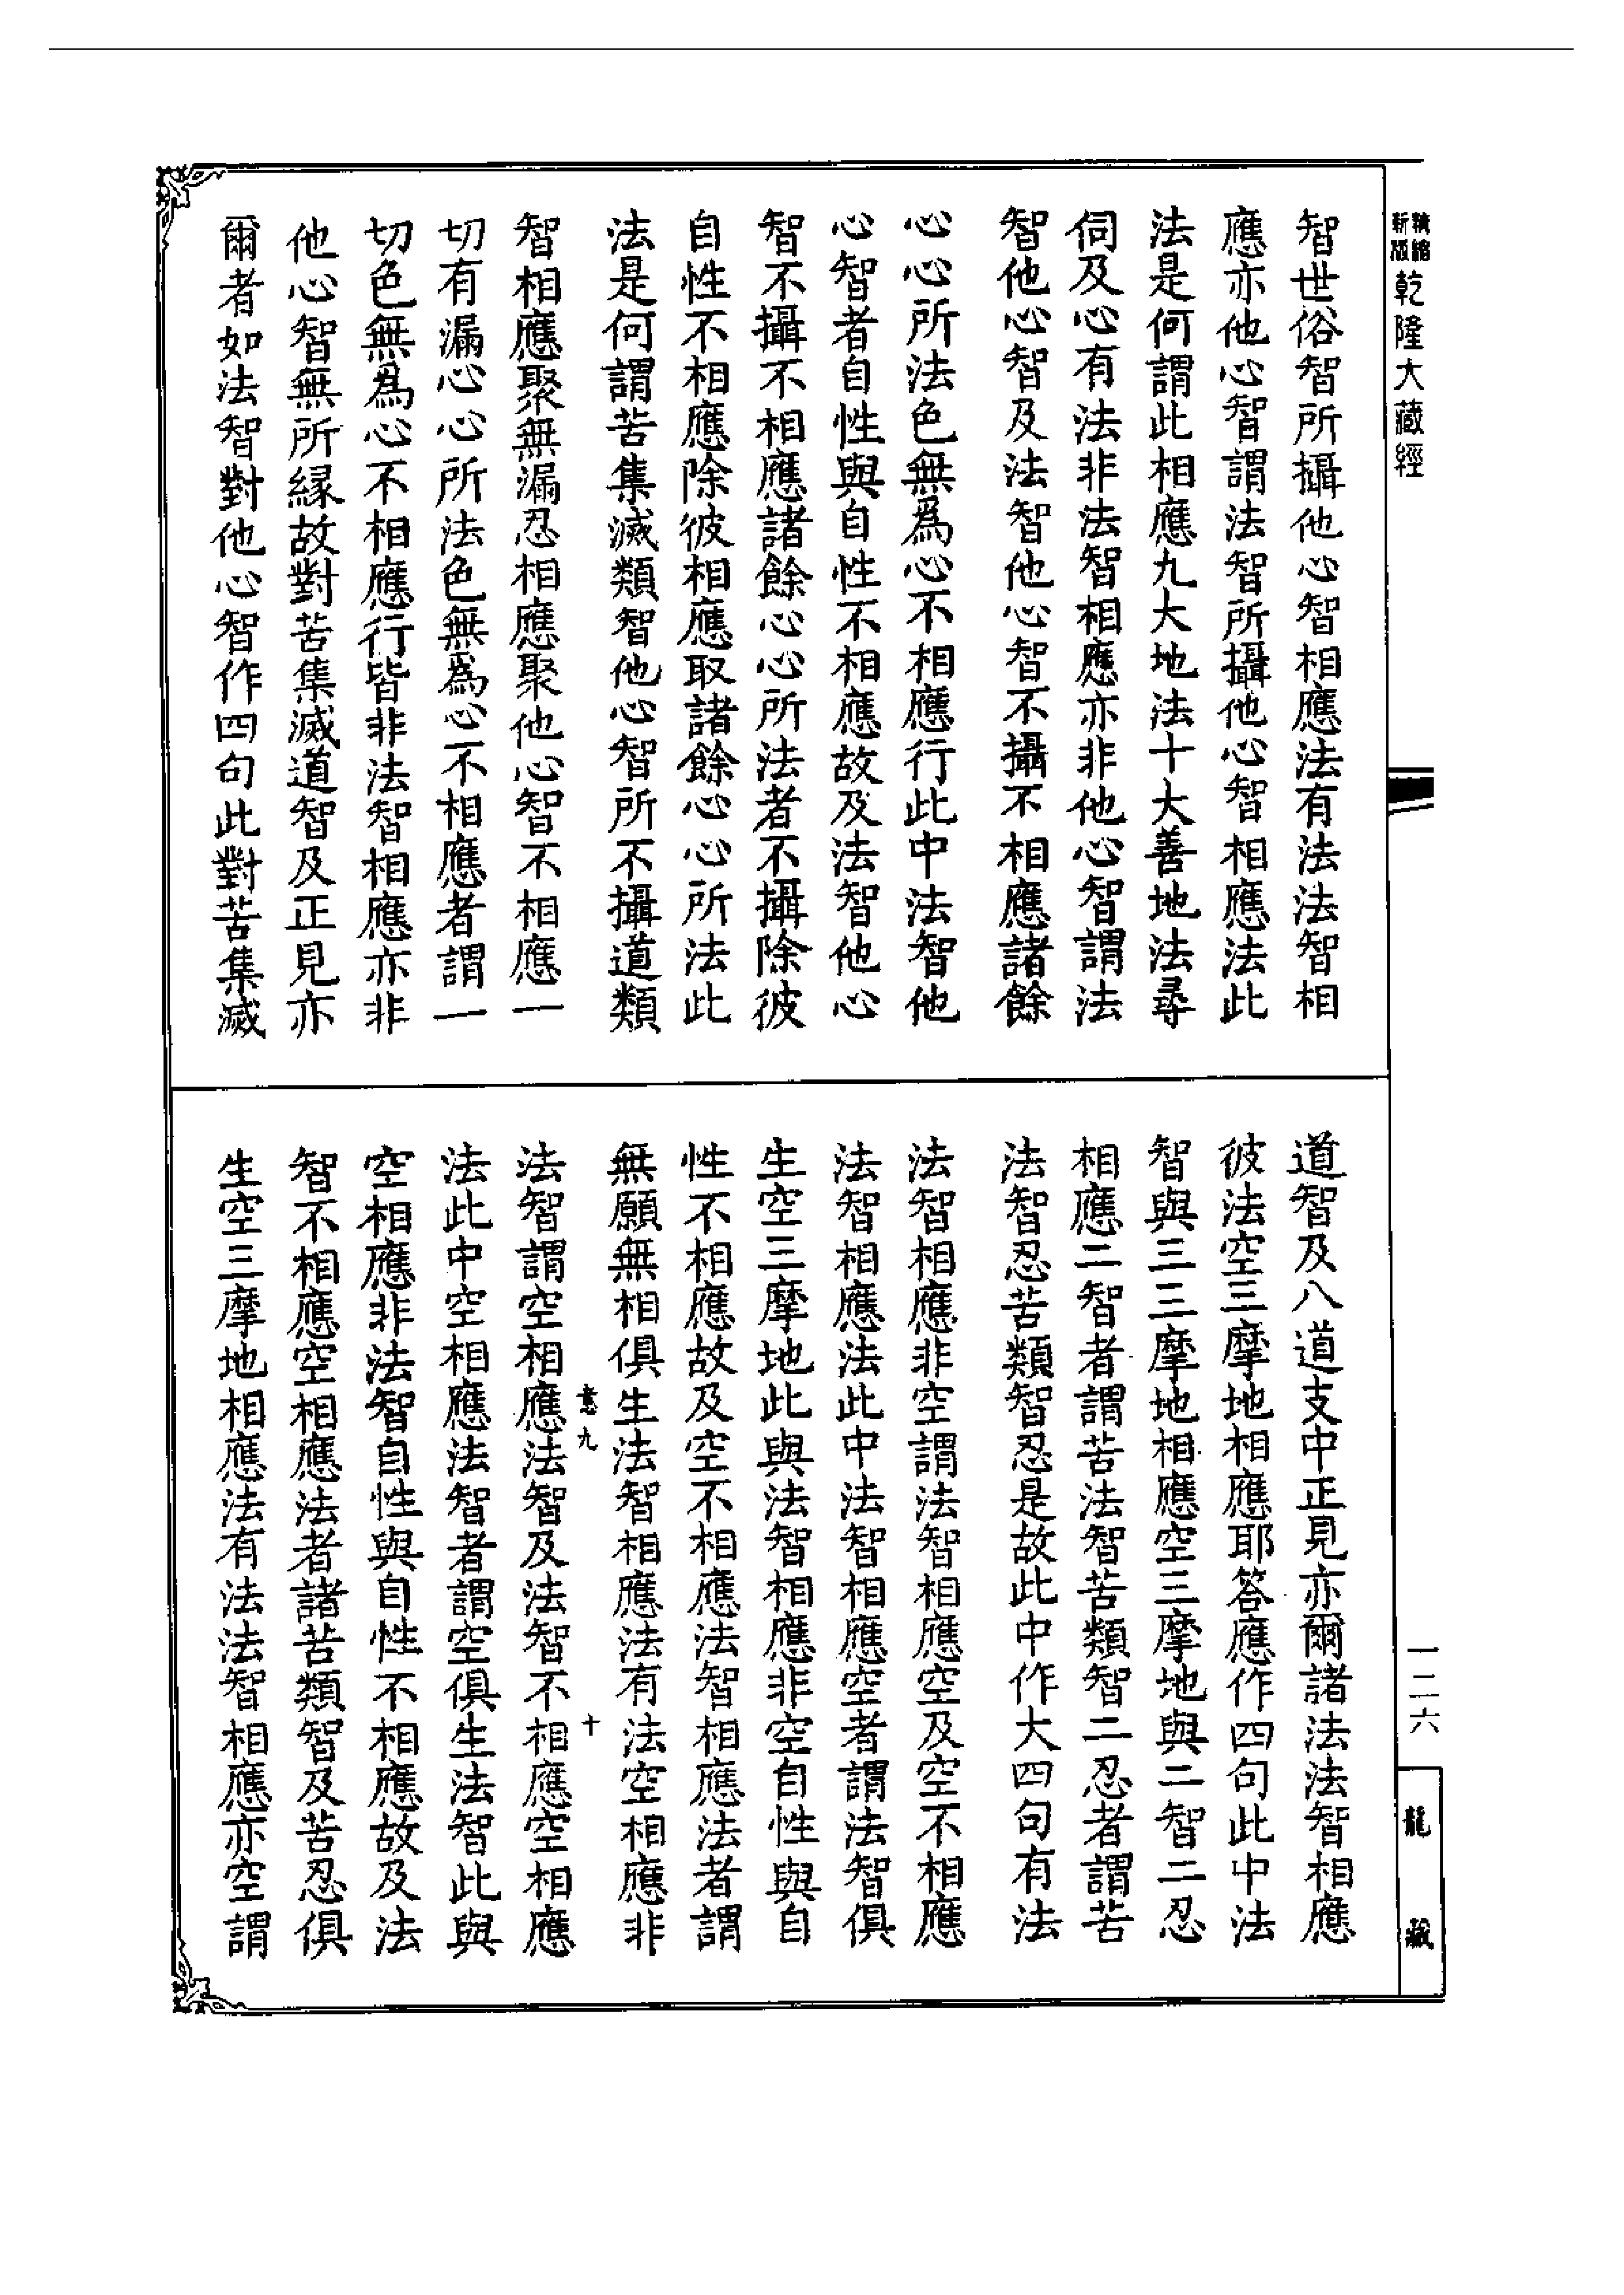 新版精縮乾隆大藏經
智世俗智所攝他心智相應法有法法智相
應亦他心智謂法智所攝他心智相應法此
法是何謂此相應九大地法十大善地法尋
伺及心有法非法智相應亦非他心智謂法
智他心智及法智他心智不攝不相應諸餘
心心所法色無為心不相應行此中法智他
心智者自性與自性不相應故及法智他心
智不攝不相應諸餘心心所法者不攝除彼
自性不相應除彼相應取諸餘心心所法此
法是何謂苦集滅類智他心智所不攝道類
智相應聚無漏忍相應聚他心智不相應一
切有漏心心所法色無為心不相應者謂一
切色無為心不相應行皆非法智相應亦非
他心智無所緣故對苦集滅道智及正見亦
爾者如法智對他心智作四句此對苦集滅
道智及八道支中正見亦爾諸法法智相應
彼法空三摩地相應耶答應作四句此中法
智與三三摩地相應空三摩地與二智二忍
相應二智者謂苦法智苦類智二忍者謂苦
法智忍苦類智忍是故此中作大四句有法
法智相應非空謂法智相應空及空不相應
法智相應法此中法智相應空者謂法智俱
生空三摩地此與法智相應非空自性與自
性不相應故及空不相應法智相應法者謂
無願無相俱生法智相應法有法空相應非
意九 十
法智謂空相應法智及法智不相應空相應
法此中空相應法智者謂空俱生法智此與
空相應非法智自性與自性不相應故及法
智不相應空相應法者諸苦類智及苦忍俱
生空三摩地相應法有法法智相應亦空謂
一二六
龍藏